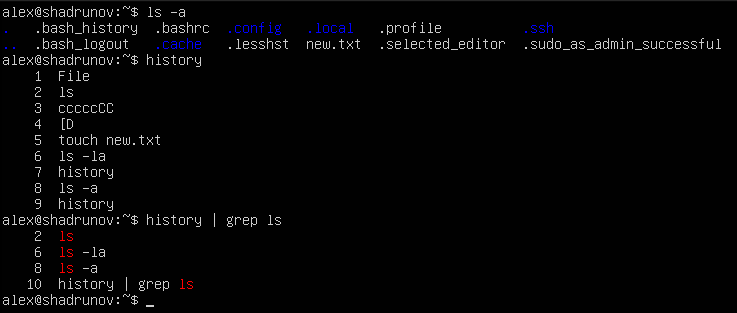 alex@shadrunov:~$ ls -a
.   .bash_history  .bashrc  .config   .local   .profile          .ssh
..  .bash_logout   .cache   .lesshst  new.txt  .selected_editor  .sudo_as_admin_successful
alex@shadrunov:~$ history
    1  File
    2  ls
    3  cccccCC
    4  [D
    5  touch new.txt
    6  ls -la
    7  history
    8  ls -a
    9  history
alex@shadrunov:~$ history | grep ls
    2  ls
    6  ls -la
    8  ls -a
   10  history | grep ls
alex@shadrunov:~$ _